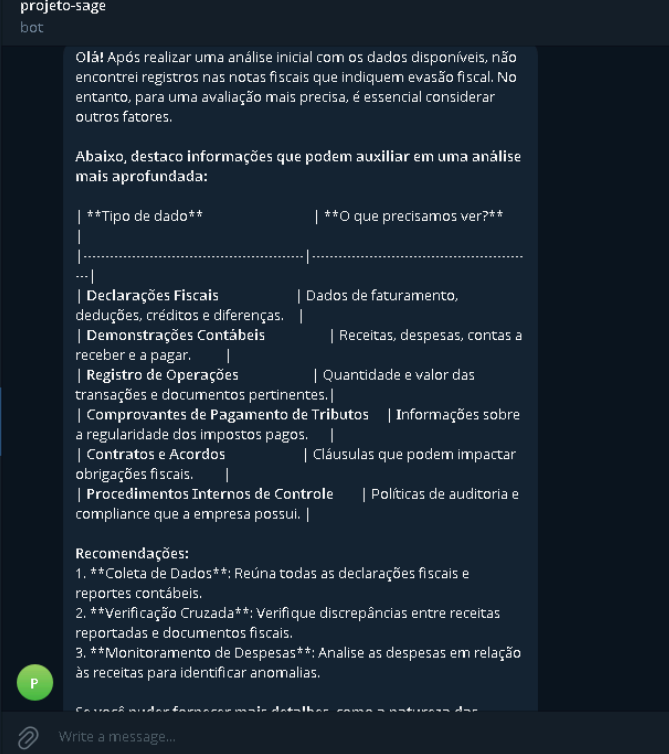 projeto-sage
bot
Olá! Após realizar uma análise inicial com os dados disponíveis, não
encontrei registros nas notas fiscais que indiquem evasão fiscal. No
entanto, para uma avaliação mais precisa, é essencial considerar
outros fatores.
Abaixo, destaco informações que podem auxiliar em uma análise
mais aprofundada:
| **Tipo de dado** | **O que precisamos ver?**
|
|--------------------------------------------------|------------------------------------------------
---|
| Declarações Fiscais | Dados de faturamento,
deduções, créditos e diferenças. |
| Demonstrações Contábeis | Receitas, despesas, contas a
receber e a pagar. |
| Registro de Operações | Quantidade e valor das
transações e documentos pertinentes.|
| Comprovantes de Pagamento de Tributos | Informações sobre
a regularidade dos impostos pagos. |
| Contratos e Acordos | Cláusulas que podem impactar
obrigações fiscais. |
| Procedimentos Internos de Controle | Políticas de auditoria e
compliance que a empresa possui. |
Recomendações:
1. **Coleta de Dados**: Reúna todas as declarações fiscais e
reportes contábeis.
2. **Verificação Cruzada**: Verifique discrepâncias entre receitas
reportadas e documentos fiscais.
3. **Monitoramento de Despesas**: Analise as despesas em relação
às receitas para identificar anomalias.
P
Se você puder fornecer mais detalhes, como a natureza das
Write a message...